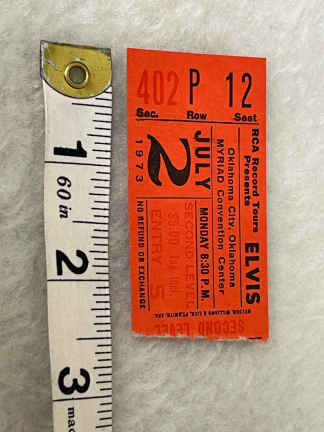 402 P 12
Sec. Row Seat
RCA Record Tours
Presents ELVIS
Oklahoma City, Oklahoma
MYRIAD Convention Center
JULY MONDAY 8:30 P.M.
2 SECOND LEVEL
1973 ENTRY 5
NO REFUND OR EXCHANGE
SECOND LEVEL
1
60 in
2
3